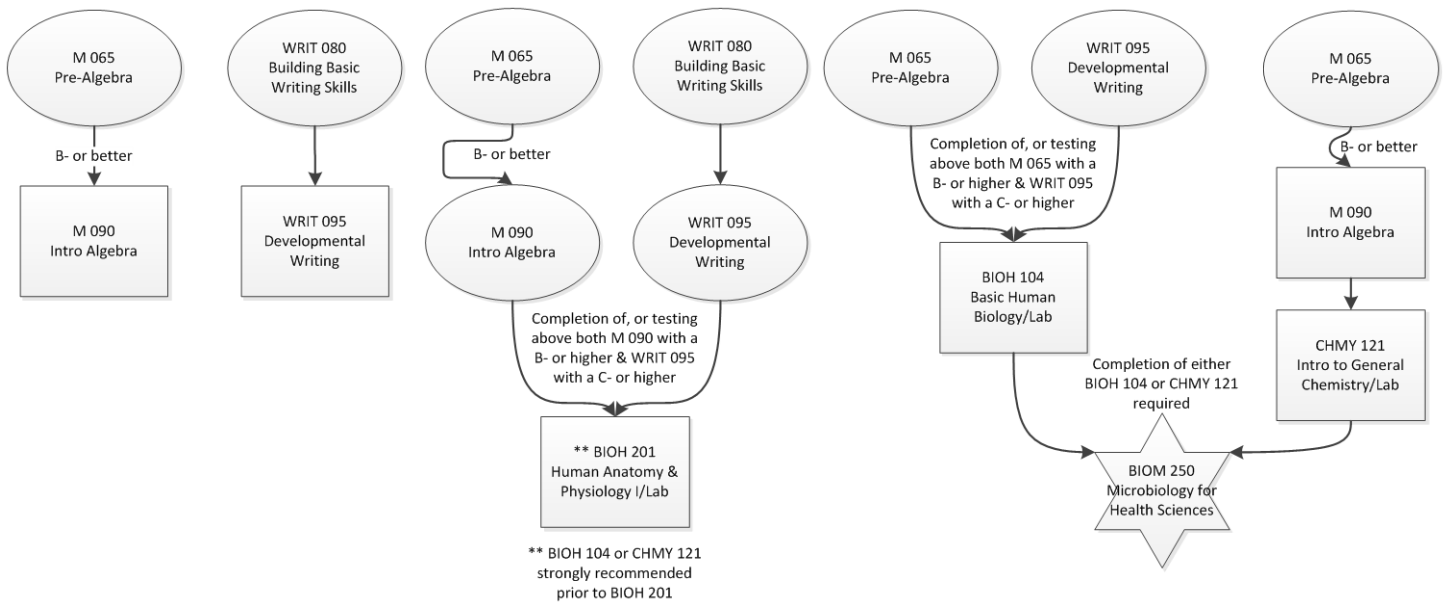 M 065
Pre-Algebra
B- or better
M 090
Intro Algebra
WRIT 080
Building Basic
Writing Skills
WRIT 095
Developmental
Writing
M 065
Pre-Algebra
B- or better
M 090
Intro Algebra
WRIT 080
Building Basic
Writing Skills
WRIT 095
Developmental
Writing
Completion of, or testing
above both M 090 with a
B- or higher & WRIT 095
with a C- or higher
** BIOH 201
Human Anatomy &
Physiology I/Lab
** BIOH 104 or CHMY 121
strongly recommended
prior to BIOH 201
M 065
Pre-Algebra
WRIT 095
Developmental
Writing
Completion of, or testing
above both M 065 with a
B- or higher & WRIT 095
with a C- or higher
BIOH 104
Basic Human
Biology/Lab
M 065
Pre-Algebra
B- or better
M 090
Intro Algebra
CHMY 121
Intro to General
Chemistry/Lab
Completion of either
BIOH 104 or CHMY 121
required
BIOM 250
Microbiology for
Health Sciences